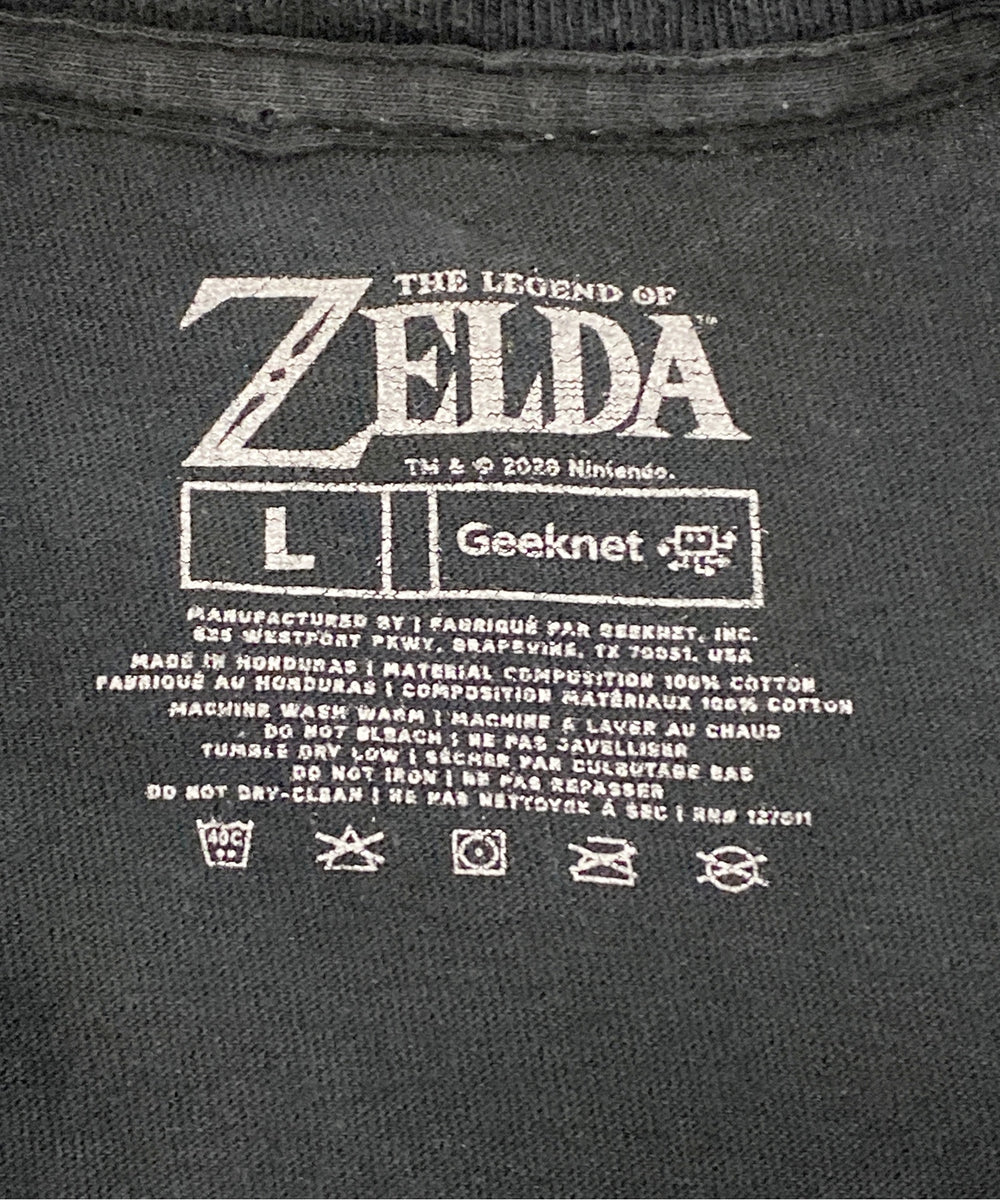 THE LEGEND OF
ZELDA™
TM & © 2020 Nintendo.
L
Geeknet
MANUFACTURED BY | FABRIQUÉ PAR GEEKNET, INC.
625 WESTPORT PKWY, GRAPEVINE, TX 76051, USA
MADE IN HONDURAS | MATERIAL COMPOSITION 100% COTTON
FABRIQUÉ AU HONDURAS | COMPOSITION MATÉRIAUX 100% COTTON
MACHINE WASH WARM | MACHINE À LAVER AU CHAUD
DO NOT BLEACH | NE PAS JAVELLISER
TUMBLE DRY LOW | SÉCHER PAR CULBUTAGE BAS
DO NOT IRON | NE PAS REPASSER
DO NOT DRY-CLEAN | NE PAS NETTOYER À SEC | RN#
40C